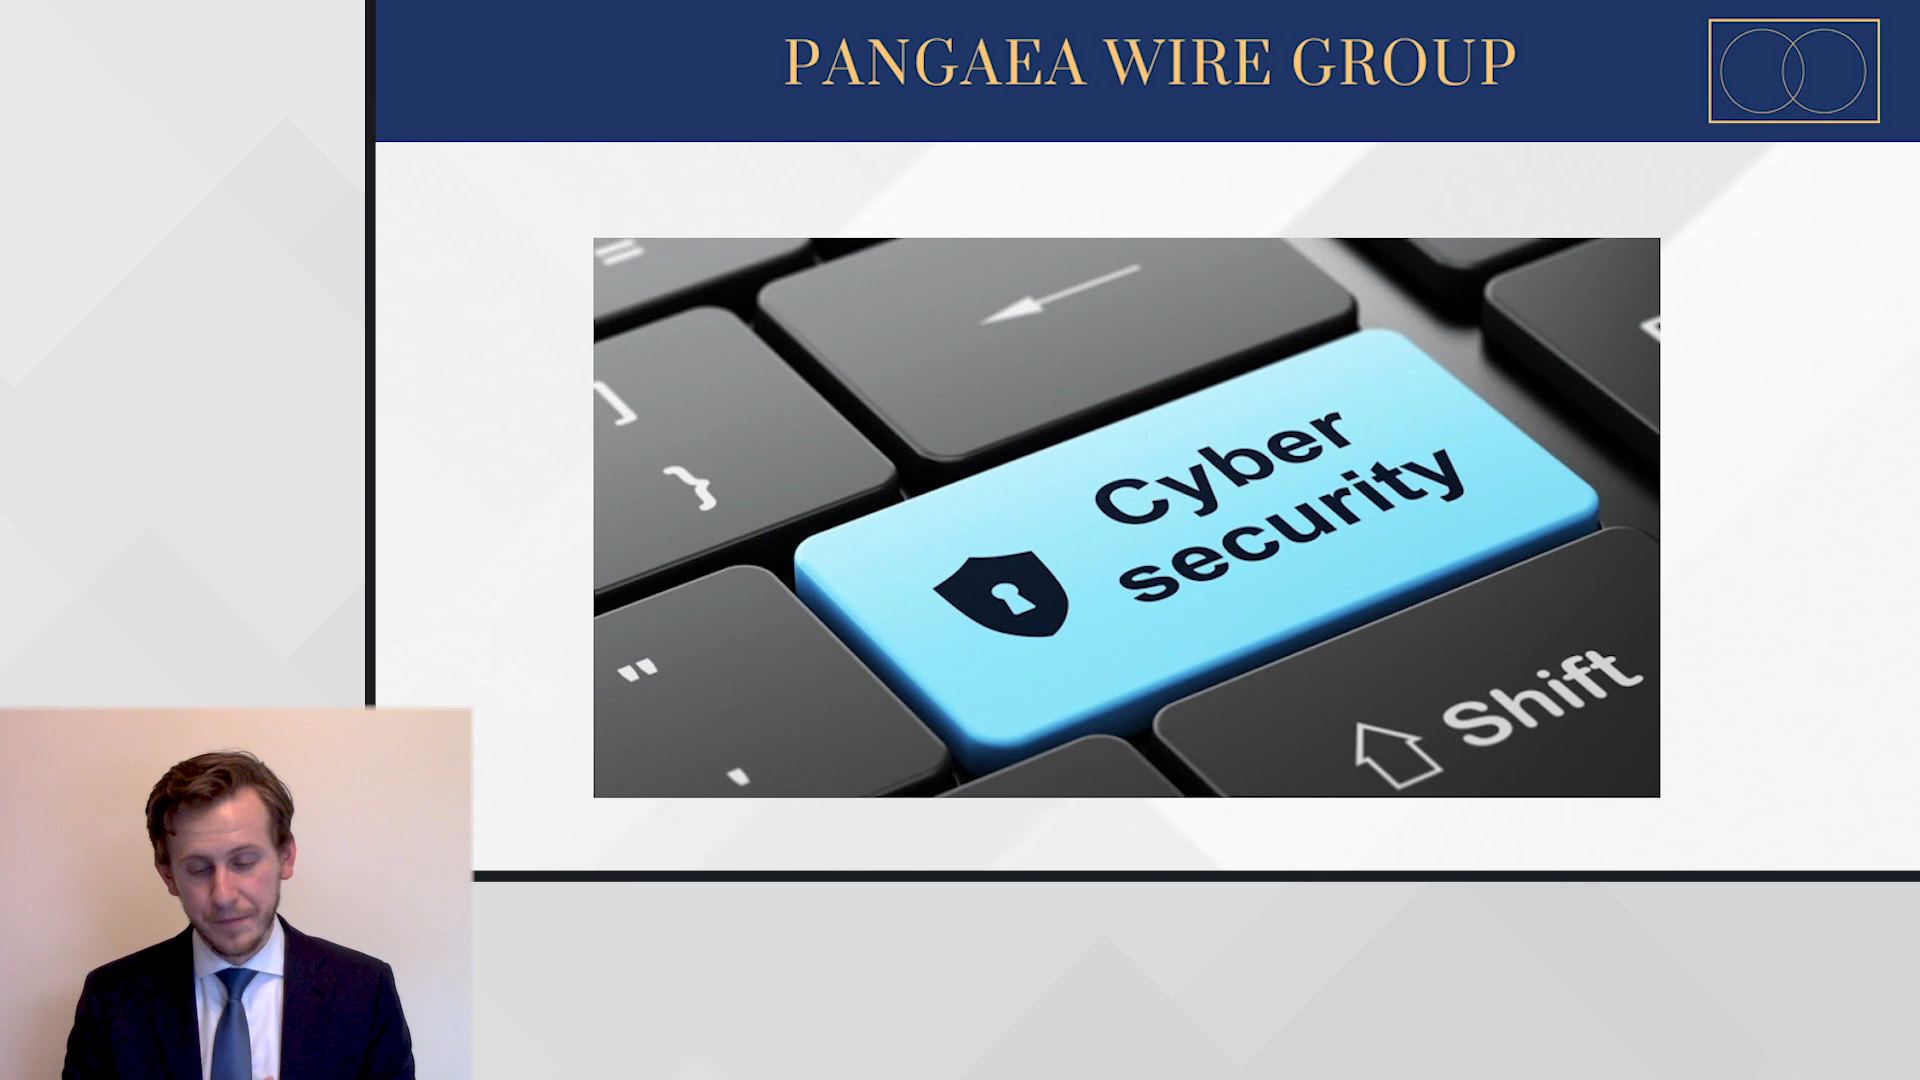 PANGAEA WIRE GROUP
=
]
}
Cyber
security
"
'
Shift